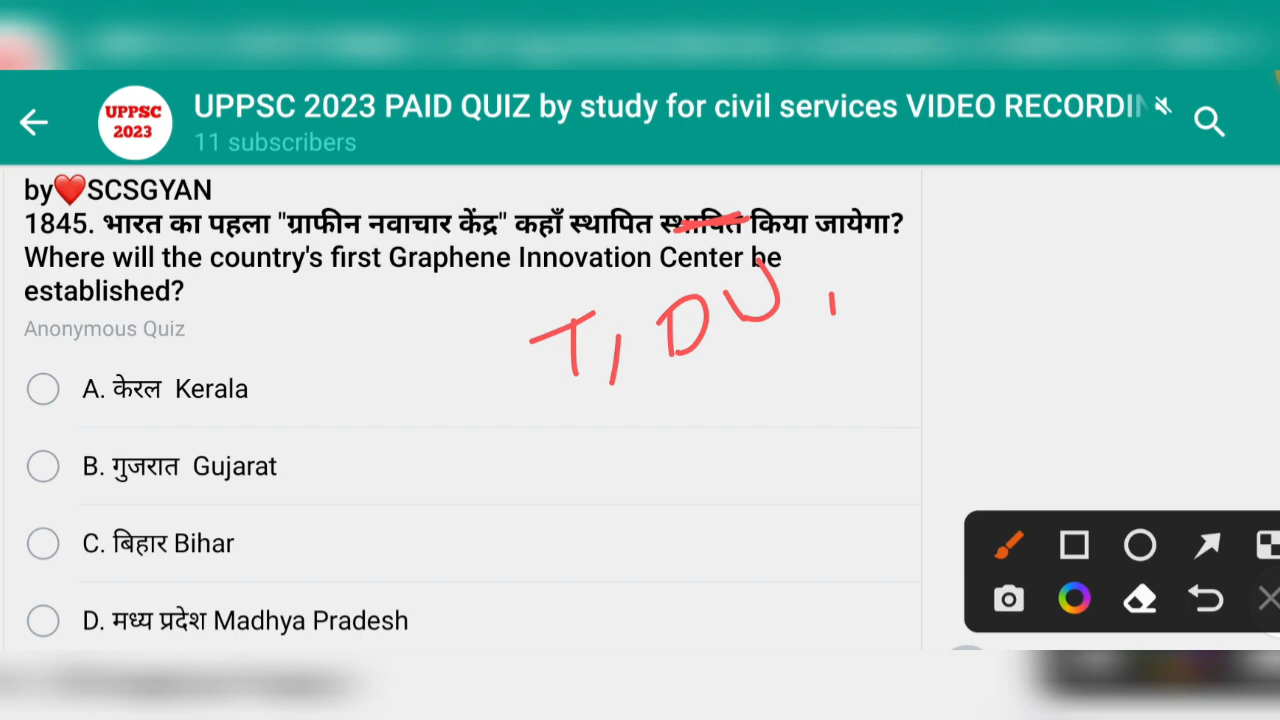 UPPSC 2023 PAID QUIZ by study for civil services VIDEO RECORDIN
UPPSC
2023
11 subscribers
by❤️SCSGYAN
1845. भारत का पहला "ग्राफीन नवाचार केंद्र" कहाँ स्थापित स्थापित किया जायेगा?
Where will the country's first Graphene Innovation Center be
established?
Anonymous Quiz
T, DU,
A. केरल Kerala
B. गुजरात Gujarat
C. बिहार Bihar
D. मध्य प्रदेश Madhya Pradesh